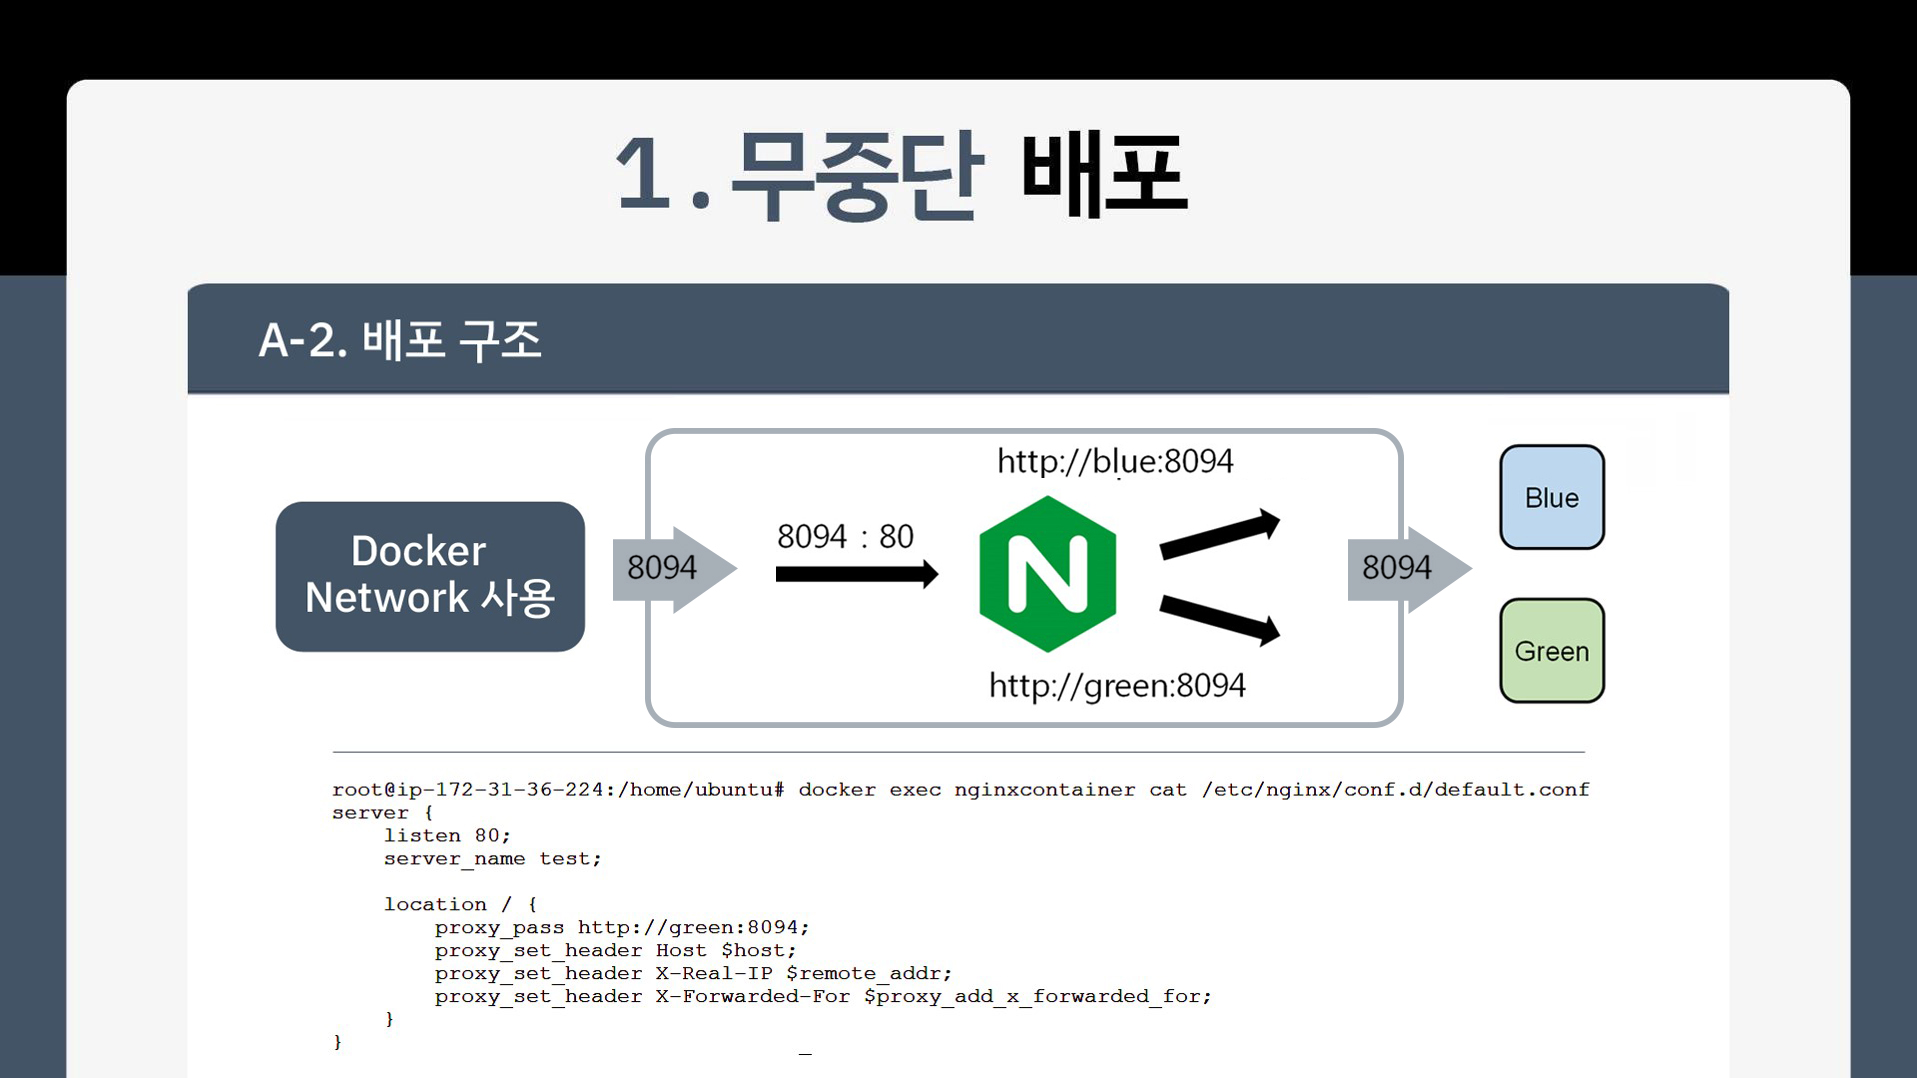 1.무중단 배포
A-2. 배포 구조
Docker
Network 사용
8094
8094 : 80
http://blue:8094
N
http://green:8094
8094
Blue
Green
root@ip-172-31-36-224:/home/ubuntu# docker exec nginxcontainer cat /etc/nginx/conf.d/default.conf
server {
    listen 80;
    server_name test;
    location / {
        proxy_pass http://green:8094;
        proxy_set_header Host $host;
        proxy_set_header X-Real-IP $remote_addr;
        proxy_set_header X-Forwarded-For $proxy_add_x_forwarded_for;
    }
}